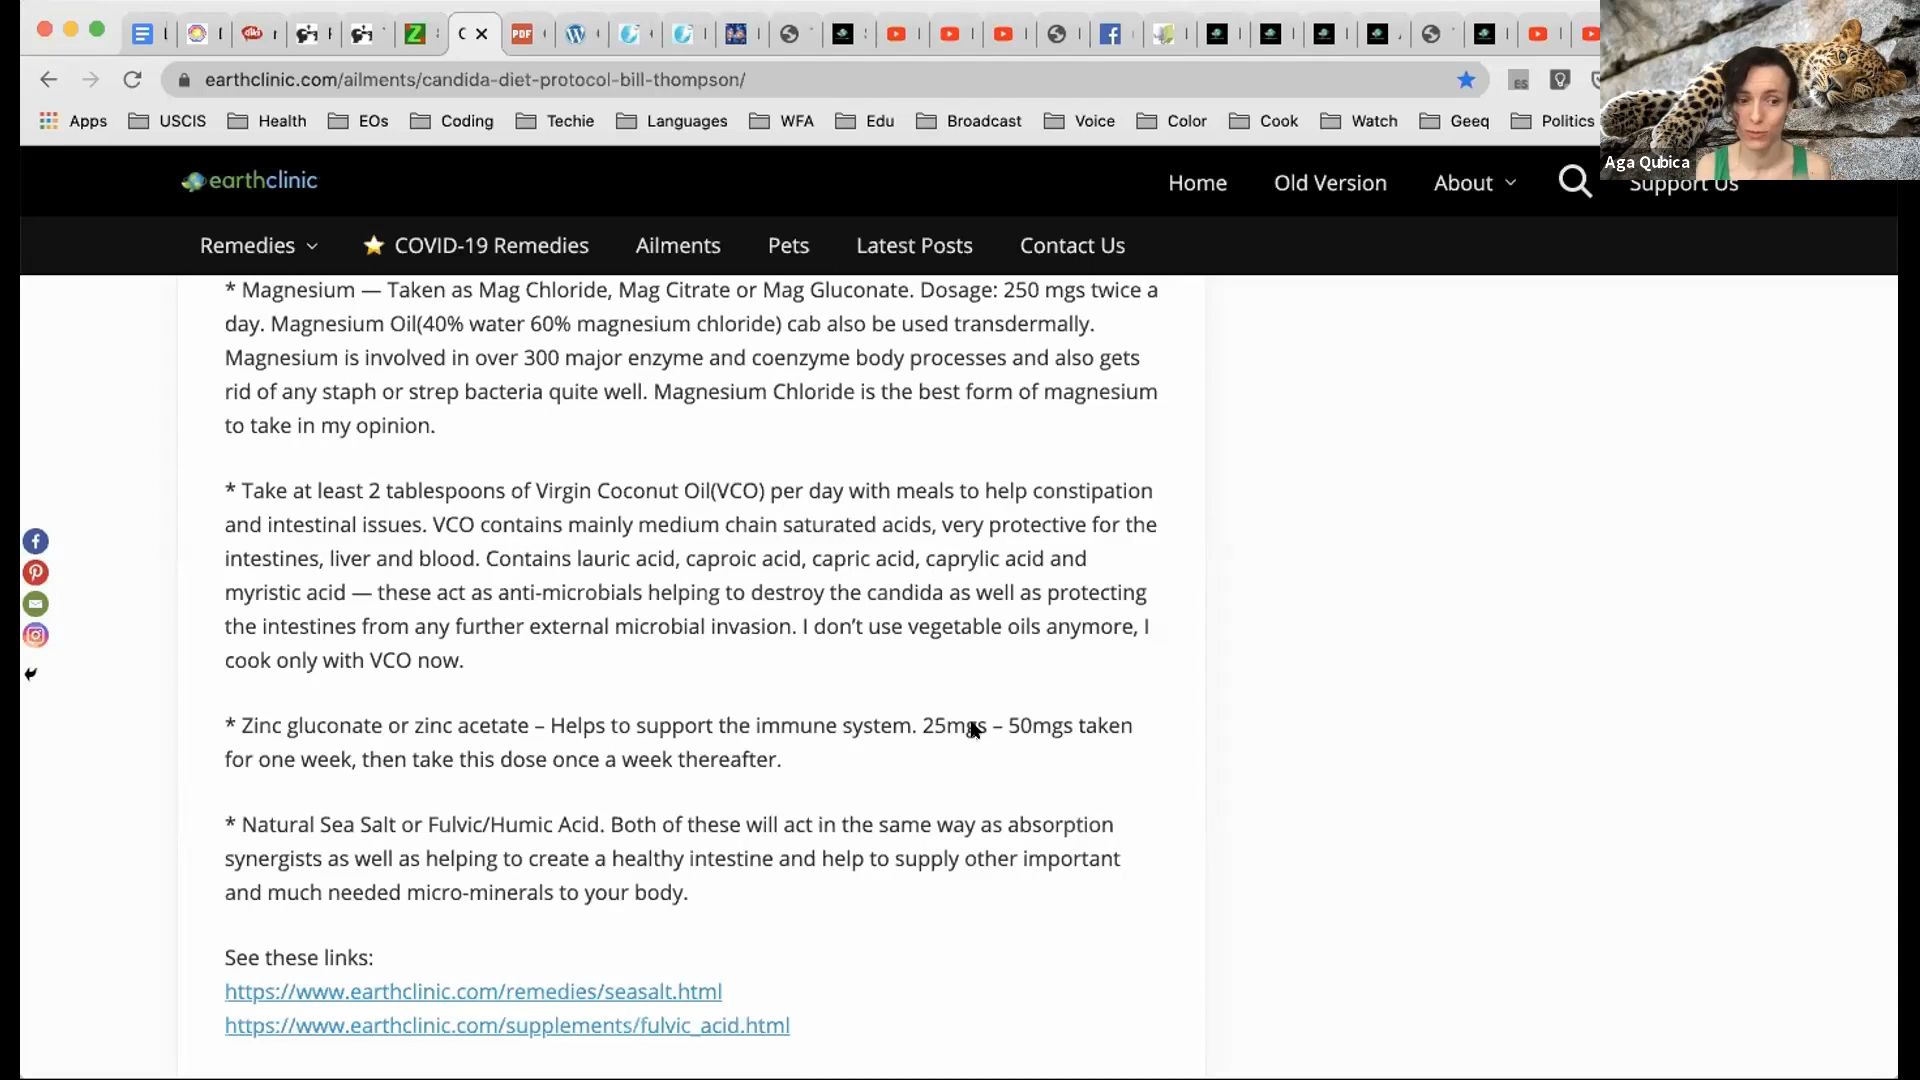 earthclinic.com/ailments/candida-diet-protocol-bill-thompson/
Apps USCIS Health EOs Coding Techie Languages WFA Edu Broadcast Voice Color Cook Watch Geeq Politics
Aga Qubica
earthclinic
Home Old Version About Support Us
Remedies COVID-19 Remedies Ailments Pets Latest Posts Contact Us
* Magnesium — Taken as Mag Chloride, Mag Citrate or Mag Gluconate. Dosage: 250 mgs twice a
day. Magnesium Oil(40% water 60% magnesium chloride) cab also be used transdermally.
Magnesium is involved in over 300 major enzyme and coenzyme body processes and also gets
rid of any staph or strep bacteria quite well. Magnesium Chloride is the best form of magnesium
to take in my opinion.
* Take at least 2 tablespoons of Virgin Coconut Oil(VCO) per day with meals to help constipation
and intestinal issues. VCO contains mainly medium chain saturated acids, very protective for the
intestines, liver and blood. Contains lauric acid, caproic acid, capric acid, caprylic acid and
myristic acid — these act as anti-microbials helping to destroy the candida as well as protecting
the intestines from any further external microbial invasion. I don’t use vegetable oils anymore, I
cook only with VCO now.
* Zinc gluconate or zinc acetate – Helps to support the immune system. 25mgs – 50mgs taken
for one week, then take this dose once a week thereafter.
* Natural Sea Salt or Fulvic/Humic Acid. Both of these will act in the same way as absorption
synergists as well as helping to create a healthy intestine and help to supply other important
and much needed micro-minerals to your body.
See these links:
https://www.earthclinic.com/remedies/seasalt.html
https://www.earthclinic.com/supplements/fulvic_acid.html